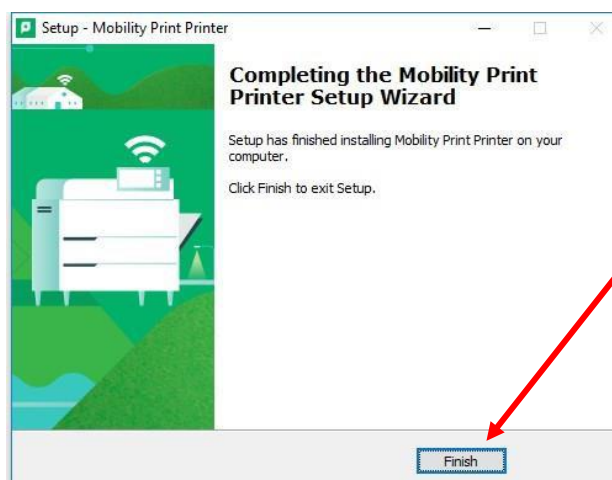 Setup - Mobility Print Printer
Completing the Mobility Print
Printer Setup Wizard
Setup has finished installing Mobility Print Printer on your
computer.
Click Finish to exit Setup.
Finish